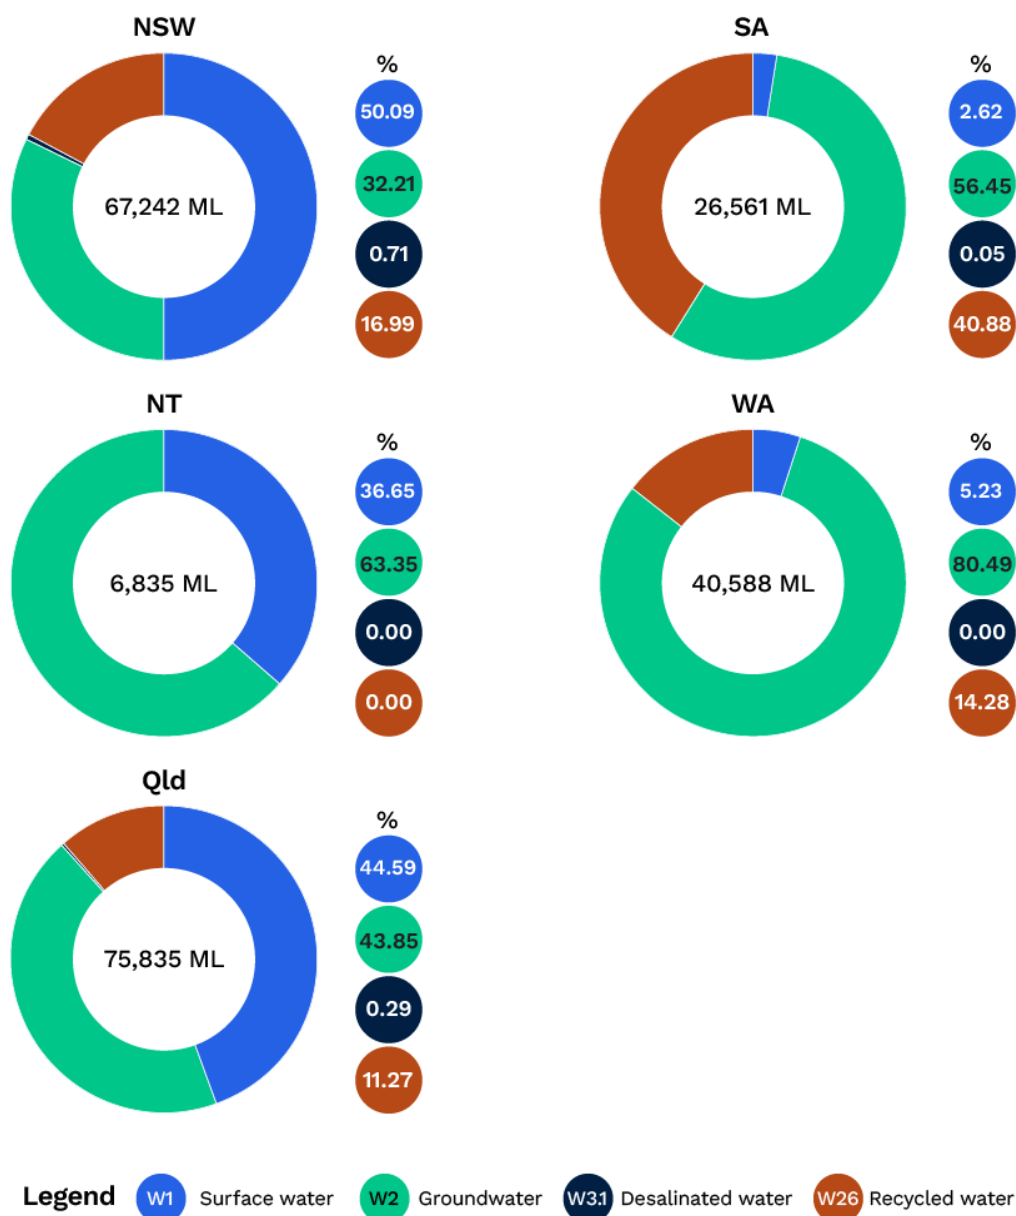 NSW
%
50.09
32.21
0.71
16.99
67,242 ML
SA
%
2.62
56.45
0.05
40.88
26,561 ML
NT
%
36.65
63.35
0.00
0.00
6,835 ML
WA
%
5.23
80.49
0.00
14.28
40,588 ML
Qld
%
44.59
43.85
0.29
11.27
75,835 ML
Legend W1 Surface water W2 Groundwater W3.1 Desalinated water W26 Recycled water